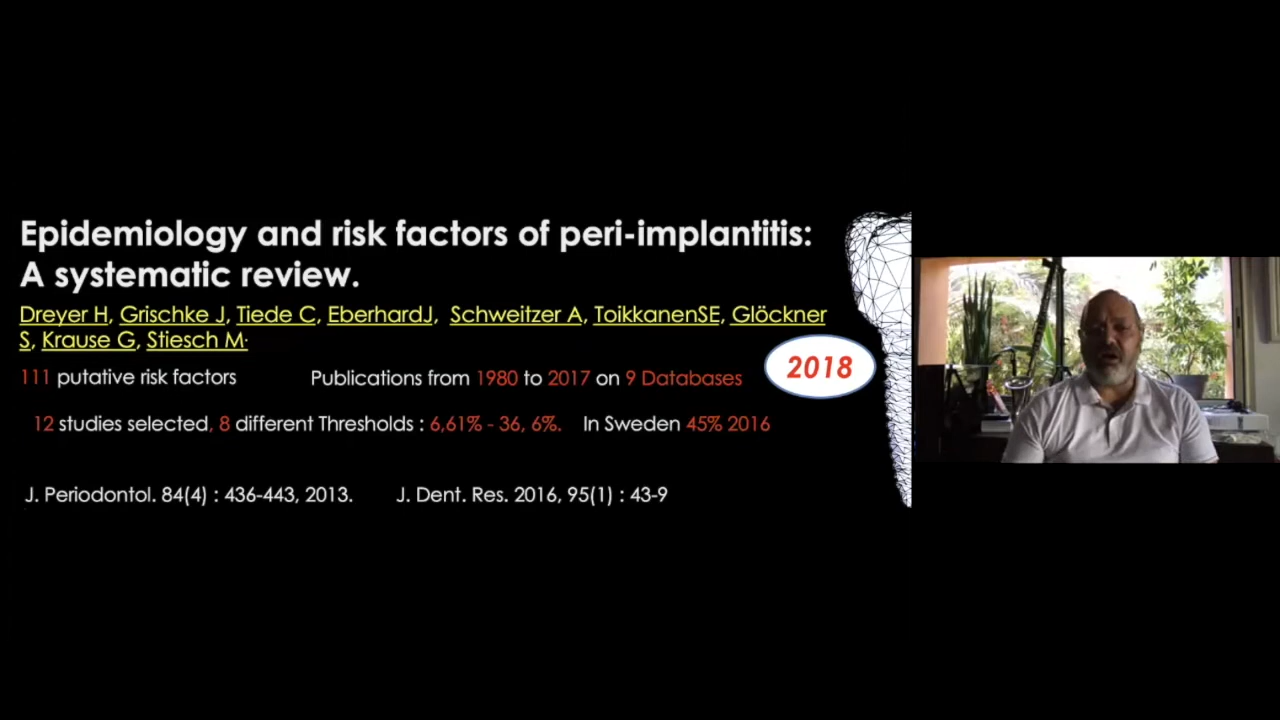 Epidemiology and risk factors of peri-implantitis:
A systematic review.
Dreyer H, Grischke J, Tiede C, EberhardJ, Schweitzer A, ToikkanenSE, Glöckner
S, Krause G, Stiesch M.
111 putative risk factors Publications from 1980 to 2017 on 9 Databases
2018
12 studies selected, 8 different Thresholds : 6,61% - 36, 6%. In Sweden 45% 2016
J. Periodontol. 84(4) : 436-443, 2013. J. Dent. Res. 2016, 95(1) : 43-9